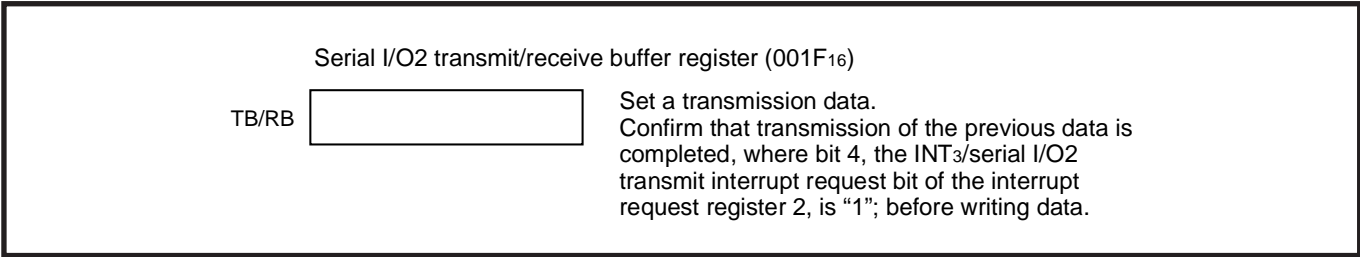 Serial I/O2 transmit/receive buffer register (001F16)
TB/RB
Set a transmission data.
Confirm that transmission of the previous data is
completed, where bit 4, the INT3/serial I/O2
transmit interrupt request bit of the interrupt
request register 2, is “1”; before writing data.